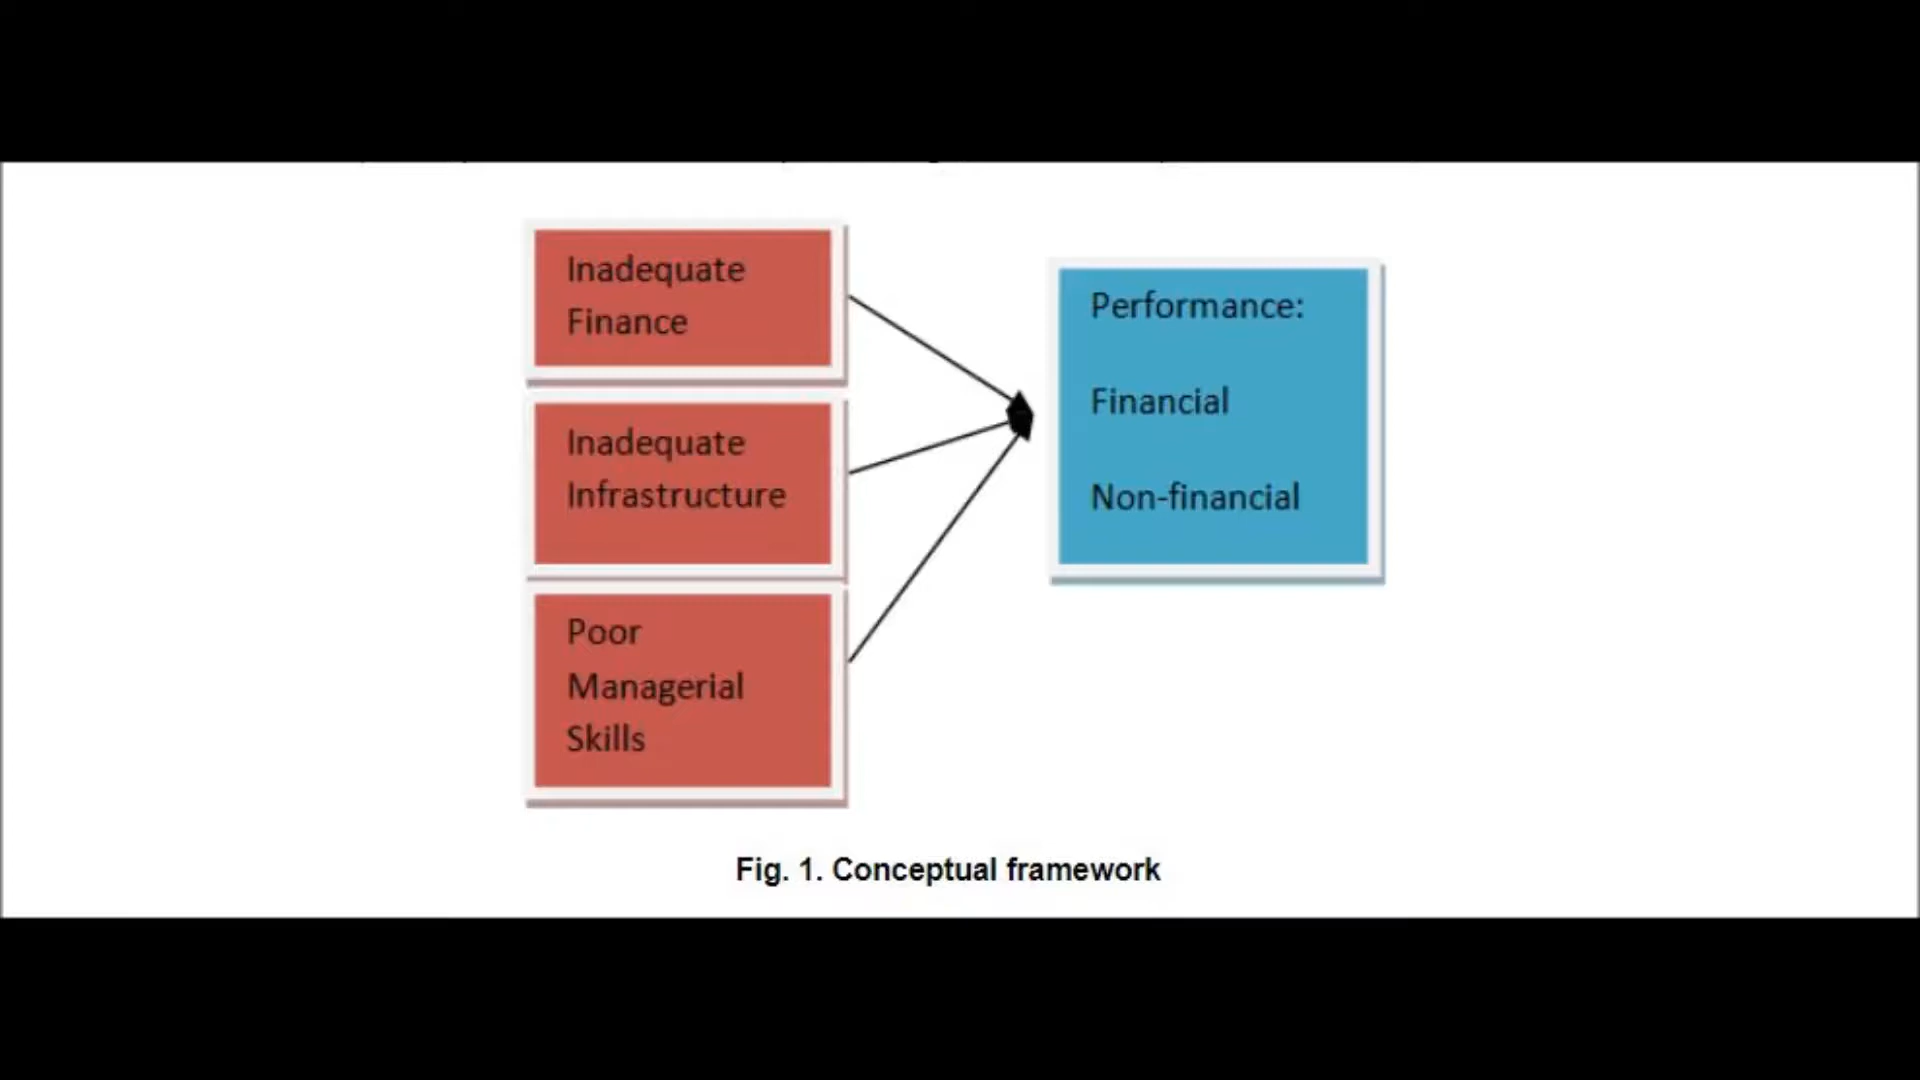 Inadequate
Finance
Inadequate
Infrastructure
Poor
Managerial
Skills
Performance:
Financial
Non-financial
Fig. 1. Conceptual framework